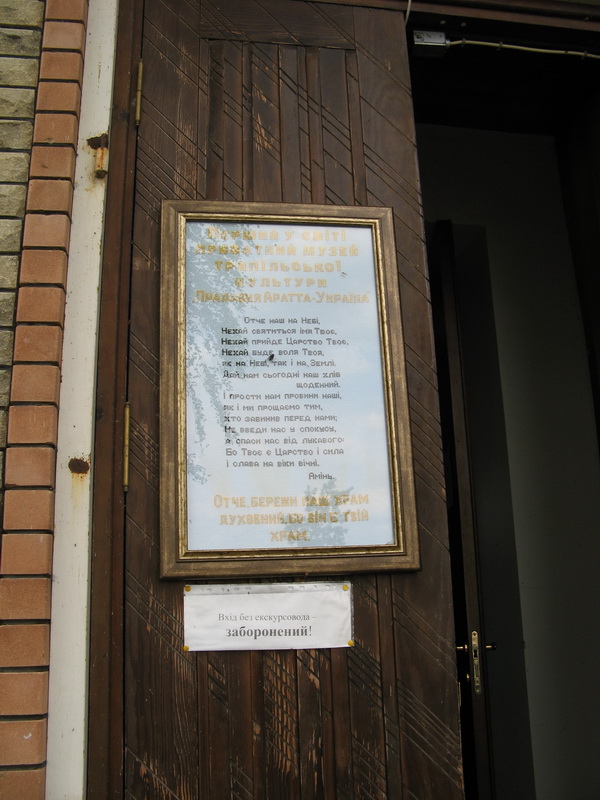 Перший у світі
приватний музей
трипільської
культури
Прадавня Аратта-Україна
Отче наш на Небі,
Нехай святиться імя Твоє,
Нехай прийде Царство Твоє,
Нехай буде воля Твоя,
як на Небі, так і на Землі.
Дай нам сьогодні наш хліб
щоденний.
І прости нам провини наші,
як і ми прощаємо тим,
хто завинив перед нами;
Не введи нас у спокусу,
а спаси нас від лукавого
Бо Твоє є Царство і сила
і слава на віки вічні.
Амінь.
Отче, бережи наш храм
духовний, бо він є Твій
храм.
Вхід без екскурсовода –
заборонений!